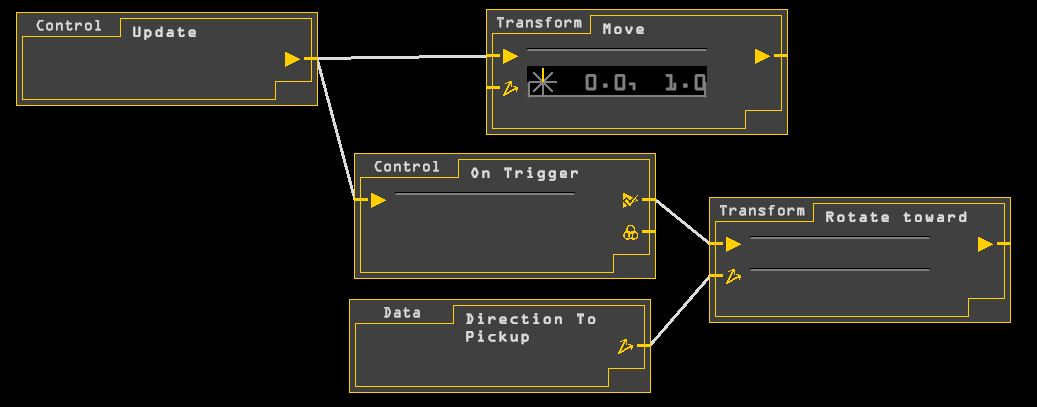 Control
Update
Transform
Move
0.0, 1.0
Control
On Trigger
Transform
Rotate toward
Data
Direction To
Pickup